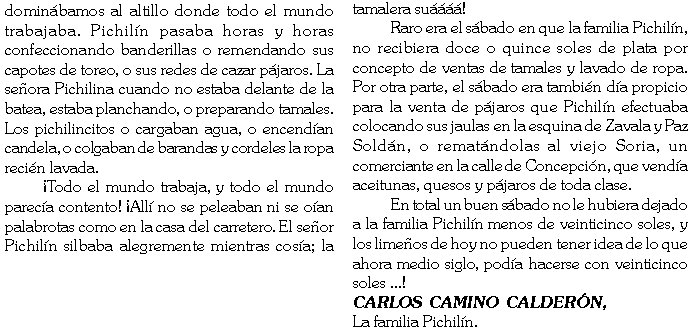 dominábamos al altillo donde todo el mundo
trabajaba. Pichilín pasaba horas y horas
confeccionando banderillas o remendando sus
capotes de toreo, o sus redes de cazar pájaros. La
señora Pichilina cuando no estaba delante de la
batea, estaba planchando, o preparando tamales.
Los pichilincitos o cargaban agua, o encendían
candela, o colgaban de barandas y cordeles la ropa
recién lavada.
¡Todo el mundo trabaja, y todo el mundo
parecía contento! ¡Allí no se peleaban ni se oían
palabrotas como en la casa del carretero. El señor
Pichilín silbaba alegremente mientras cosía; la
tamalera suáááá!
Raro era el sábado en que la familia Pichilín,
no recibiera doce o quince soles de plata por
concepto de ventas de tamales y lavado de ropa.
Por otra parte, el sábado era también día propicio
para la venta de pájaros que Pichilín efectuaba
colocando sus jaulas en la esquina de Zavala y Paz
Soldán, o rematándolas al viejo Soria, un
comerciante en la calle de Concepción, que vendía
aceitunas, quesos y pájaros de toda clase.
En total un buen sábado no le hubiera dejado
a la familia Pichilín menos de veinticinco soles, y
los limeños de hoy no pueden tener idea de lo que
ahora medio siglo, podía hacerse con veinticinco
soles ...!
CARLOS CAMINO CALDERÓN,
La familia Pichilín.